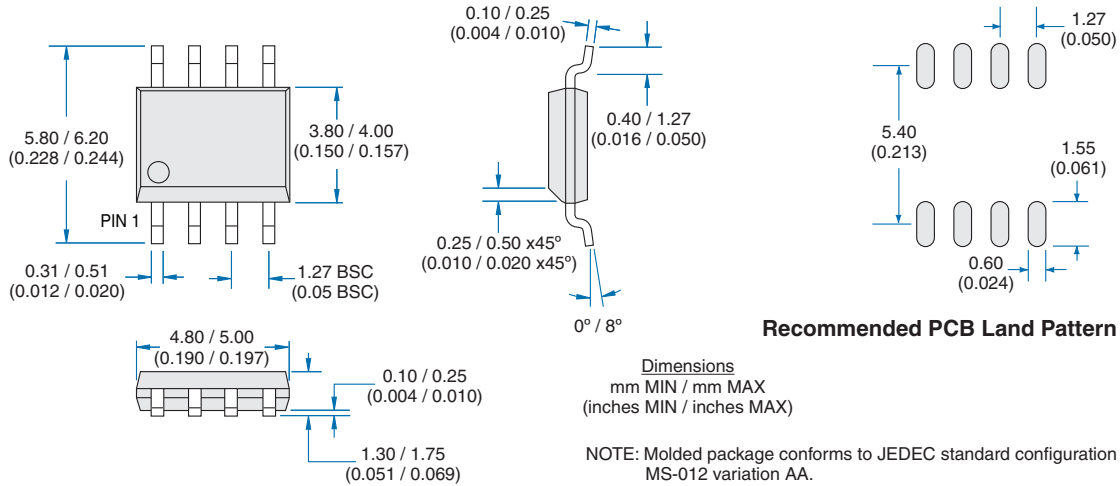 0.10 / 0.25
(0.004 / 0.010)
1.27
(0.050)
5.80 / 6.20
(0.228 / 0.244)
3.80 / 4.00
(0.150 / 0.157)
0.40 / 1.27
(0.016 / 0.050)
5.40
(0.213)
1.55
(0.061)
PIN 1
0.25 / 0.50 x45º
(0.010 / 0.020 x45º)
0.31 / 0.51
(0.012 / 0.020)
1.27 BSC
(0.05 BSC)
0.60
(0.024)
0º / 8º
Recommended PCB Land Pattern
4.80 / 5.00
(0.190 / 0.197)
0.10 / 0.25
(0.004 / 0.010)
1.30 / 1.75
(0.051 / 0.069)
Dimensions
mm MIN / mm MAX
(inches MIN / inches MAX)
NOTE: Molded package conforms to JEDEC standard configuration
MS-012 variation AA.